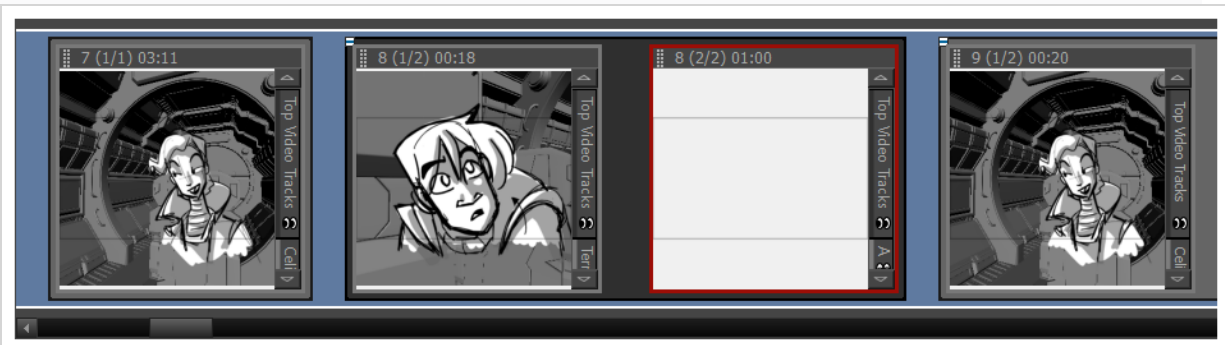 7 (1/1) 03:11
Top Video Tracks
Celi
8 (1/2) 00:18
Top Video Tracks
Terr
8 (2/2) 01:00
Top Video Tracks
A
9 (1/2) 00:20
Top Video Tracks
Celi